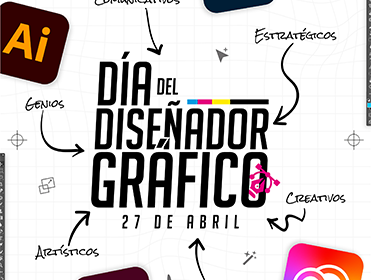 COMUNICATIVOS
Ai
ESTRATÉGICOS
GENIOS
DÍA DEL
DISEÑADOR
GRÁFICO
27 DE ABRIL
CREATIVOS
ARTÍSTICOS